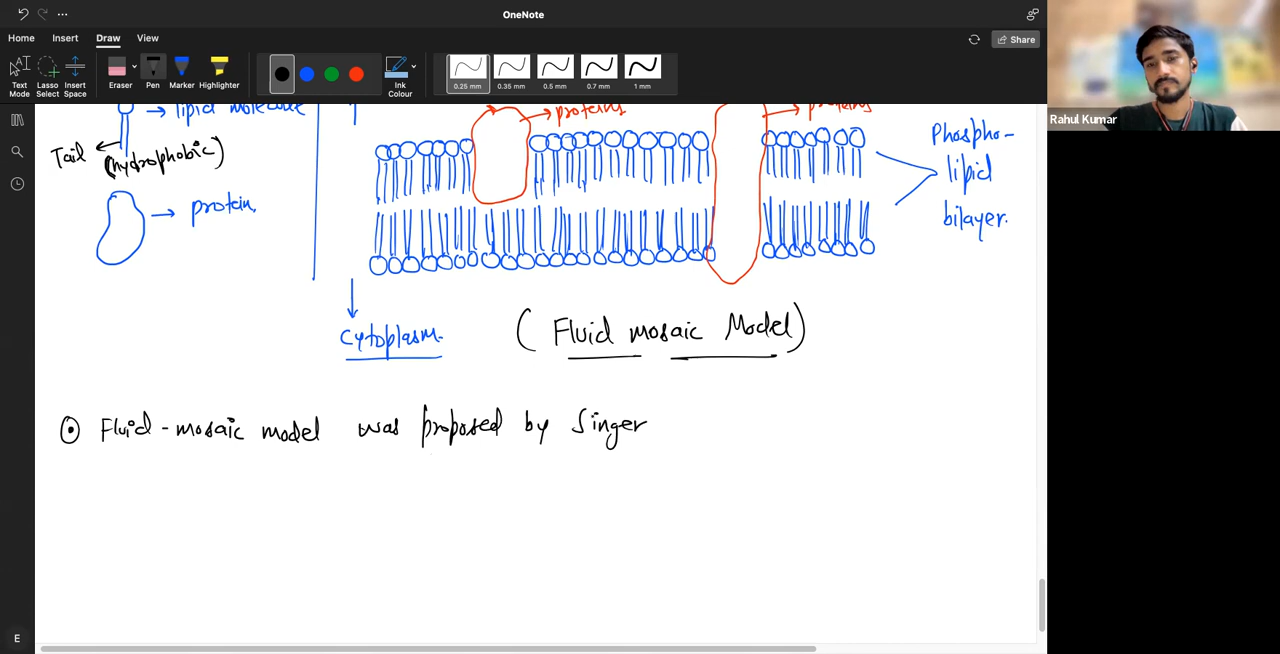 OneNote
Home Insert Draw View
Share
Text Mode
Lasso Select
Insert Space
Eraser
Pen
Marker
Highlighter
Ink Colour
0.25 mm
0.35 mm
0.5 mm
0.7 mm
1 mm
Rahul Kumar
lipid molecule
Tail (hydrophobic)
protein
proteins
proteins
Phospho-
lipid
bilayer.
Cytoplasm.
(Fluid mosaic Model)
Fluid-mosaic model was proposed by Singer
E